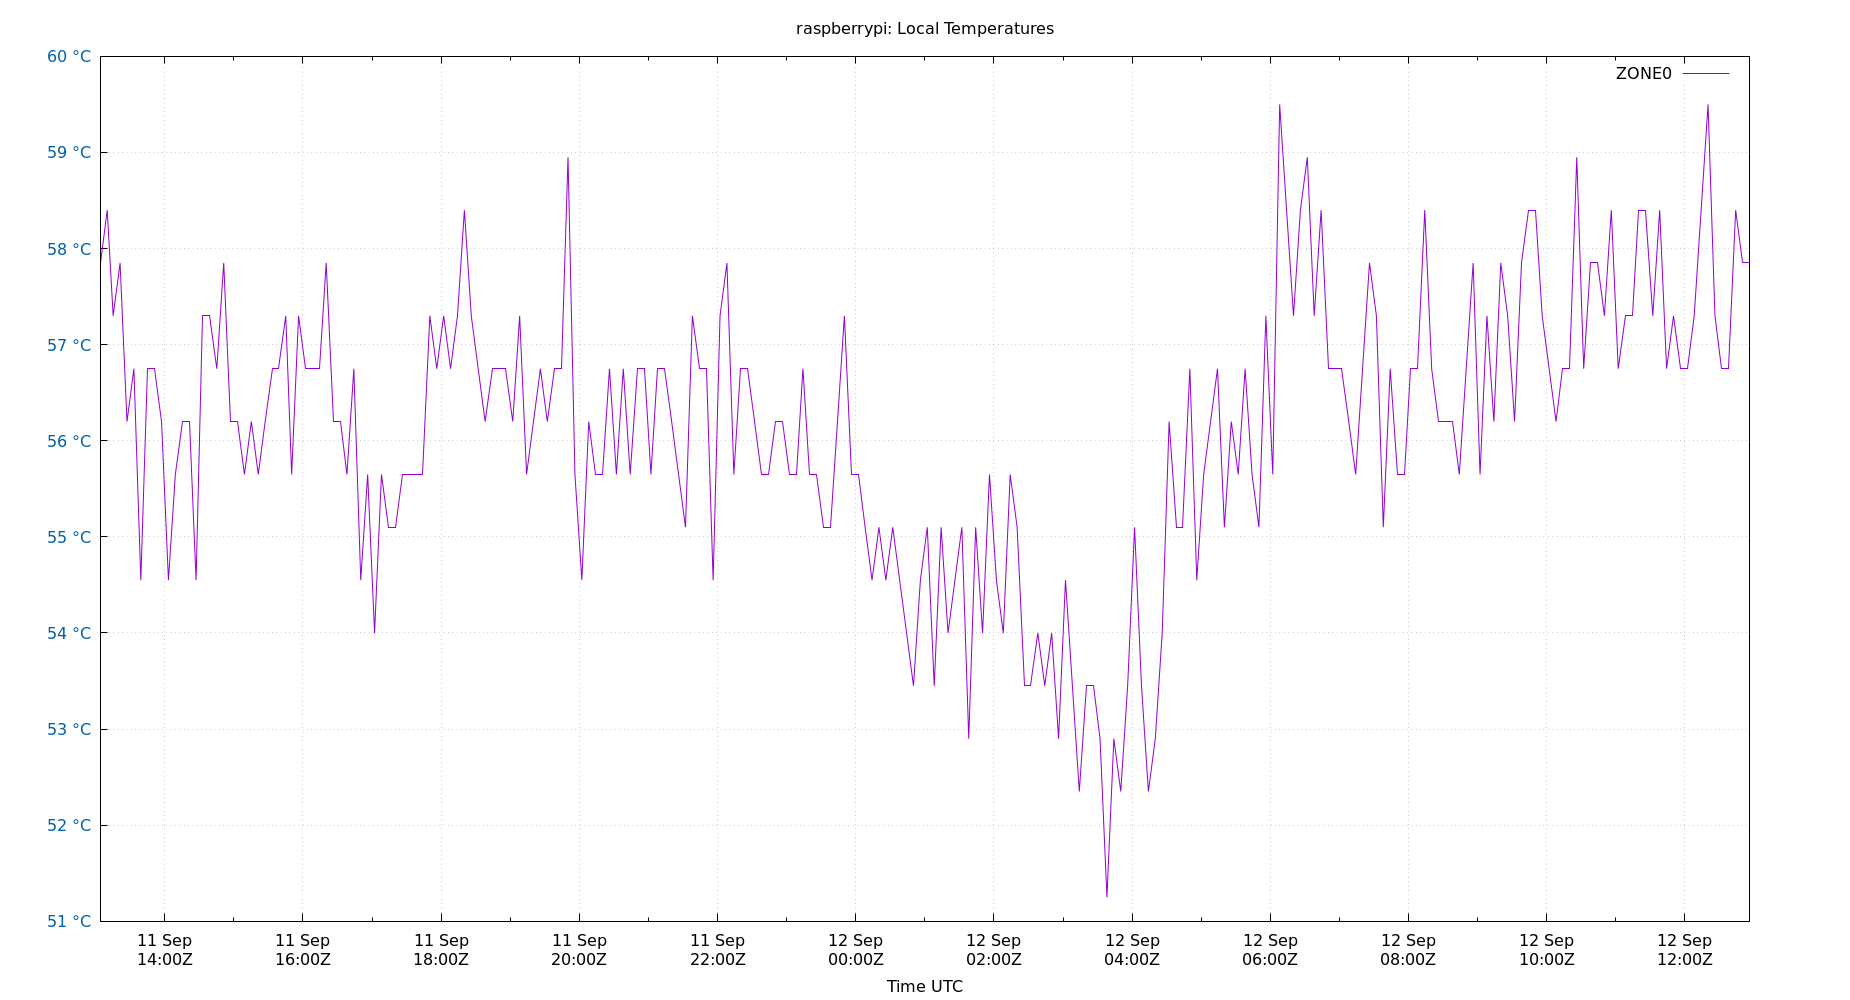 raspberrypi: Local Temperatures
ZONE0
60 °C
59 °C
58 °C
57 °C
56 °C
55 °C
54 °C
53 °C
52 °C
51 °C
11 Sep 11 Sep 11 Sep 11 Sep 11 Sep 12 Sep 12 Sep 12 Sep 12 Sep 12 Sep 12 Sep 12 Sep
14:00Z 16:00Z 18:00Z 20:00Z 22:00Z 00:00Z 02:00Z 04:00Z 06:00Z 08:00Z 10:00Z 12:00Z
Time UTC